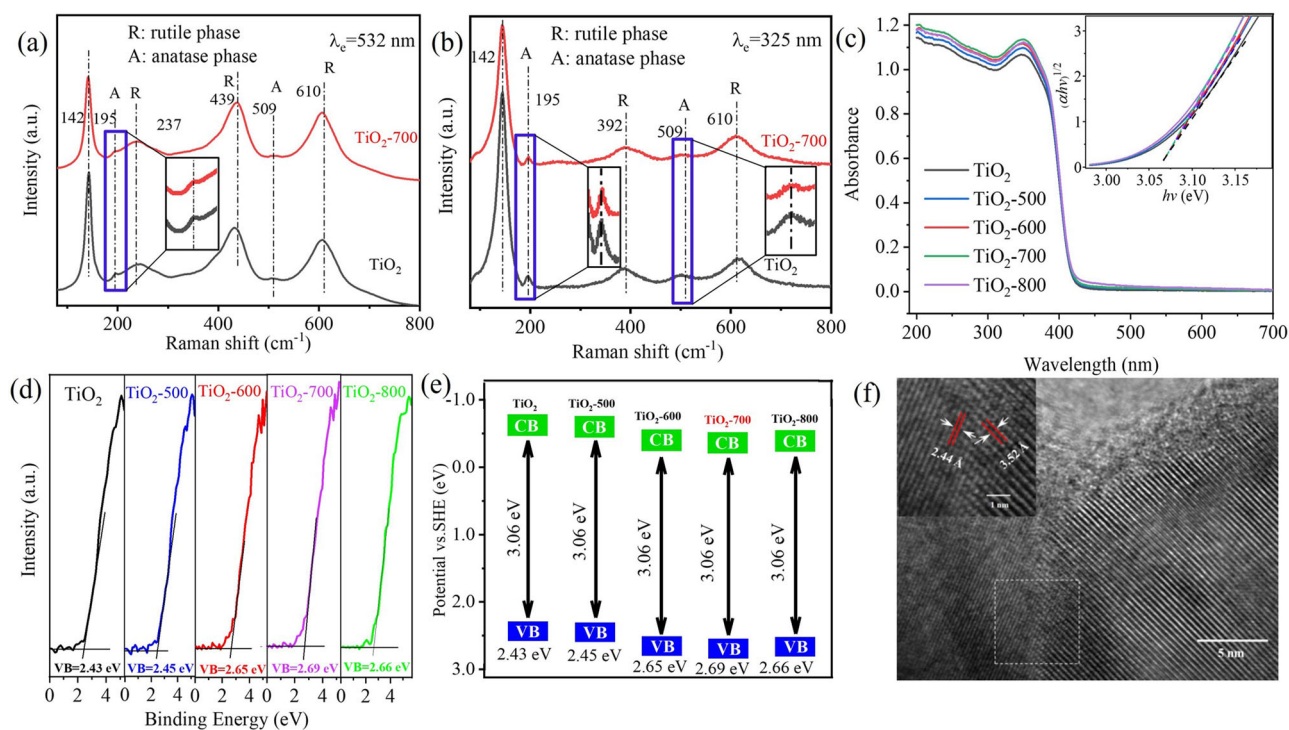 (a)
R: rutile phase
A: anatase phase
λe=532 nm
142
195
A
R
237
R
439
A
509
R
610
TiO2-700
TiO2
Intensity (a.u.)
200
400
600
800
Raman shift (cm-1)
(b)
R: rutile phase
A: anatase phase
λe=325 nm
142
A
195
R
392
A
509
R
610
TiO2-700
TiO2
Intensity (a.u.)
200
400
600
800
Raman shift (cm-1)
(c)
Absorbance
1.2
1.0
0.8
0.6
0.4
0.2
0.0
TiO2
TiO2-500
TiO2-600
TiO2-700
TiO2-800
200
300
400
500
600
700
Wavelength (nm)
(αhν)1/2
3
2
1
0
3.00
3.05
3.10
3.15
hν (eV)
(d)
Intensity (a.u.)
TiO2
TiO2-500
TiO2-600
TiO2-700
TiO2-800
VB=2.43 eV
VB=2.45 eV
VB=2.65 eV
VB=2.69 eV
VB=2.66 eV
0 2 4 0 2 4 0 2 4 0 2 4 0 2 4
Binding Energy (eV)
(e)
Potential vs.SHE (eV)
-1.0
0.0
1.0
2.0
3.0
TiO2
TiO2-500
TiO2-600
TiO2-700
TiO2-800
CB
CB
CB
CB
CB
3.06 eV
3.06 eV
3.06 eV
3.06 eV
3.06 eV
VB
VB
VB
VB
VB
2.43 eV
2.45 eV
2.65 eV
2.69 eV
2.66 eV
(f)
2.44 Å
3.52 Å
1 nm
5 nm